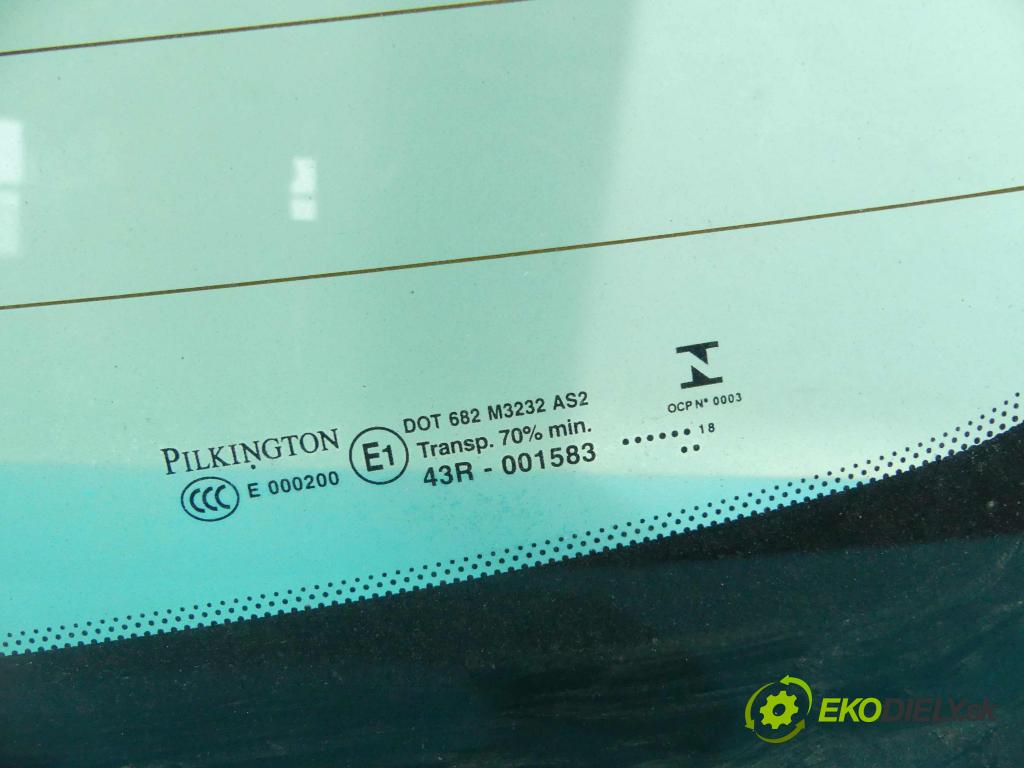 PILKINGTON
CCC E 000200
E1
DOT 682 M3232 AS2
Transp. 70% min.
43R - 001583
OCP N° 0003
18
EKODIELY.sk